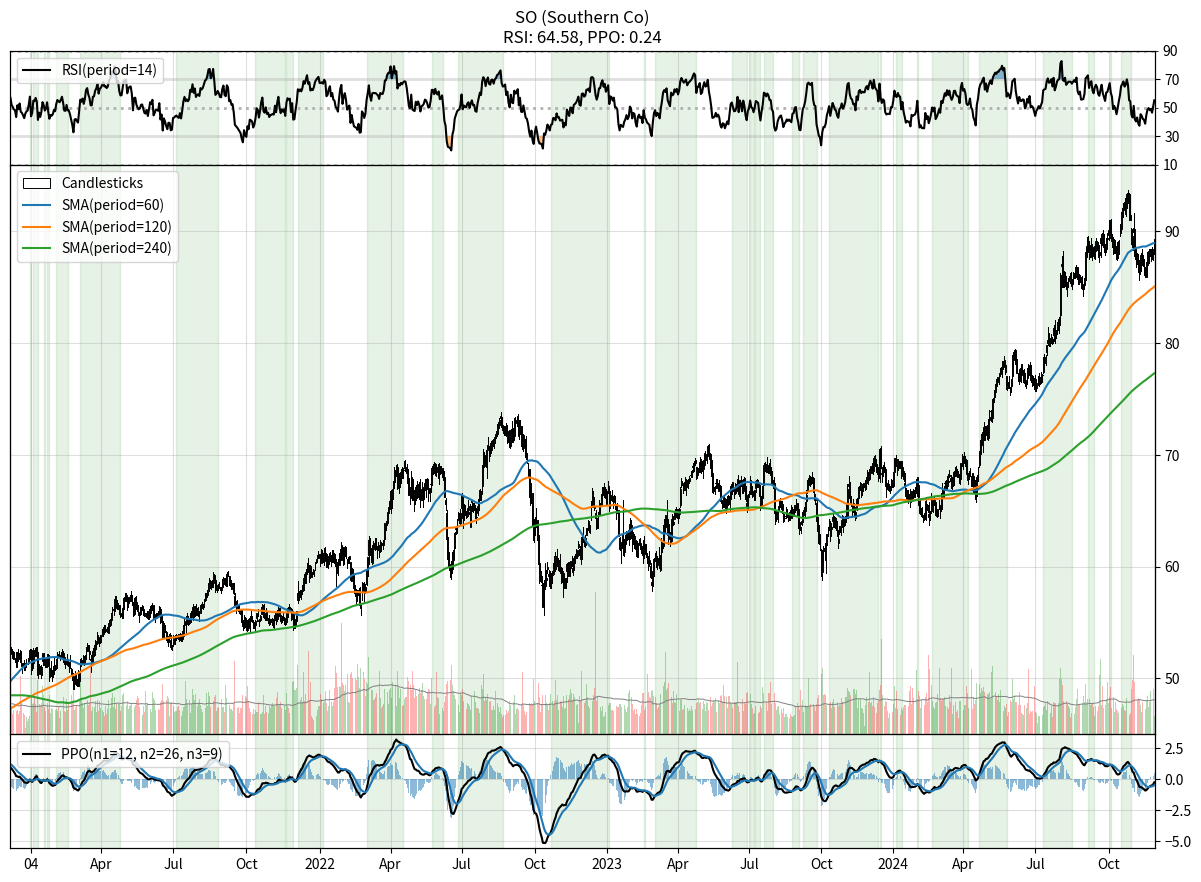 SO (Southern Co)
RSI: 64.58, PPO: 0.24
RSI(period=14)
90
70
50
30
10
Candlesticks
SMA(period=60)
SMA(period=120)
SMA(period=240)
90
80
70
60
50
PPO(n1=12, n2=26, n3=9)
2.5
0.0
−2.5
−5.0
04 Apr Jul Oct 2022 Apr Jul Oct 2023 Apr Jul Oct 2024 Apr Jul Oct